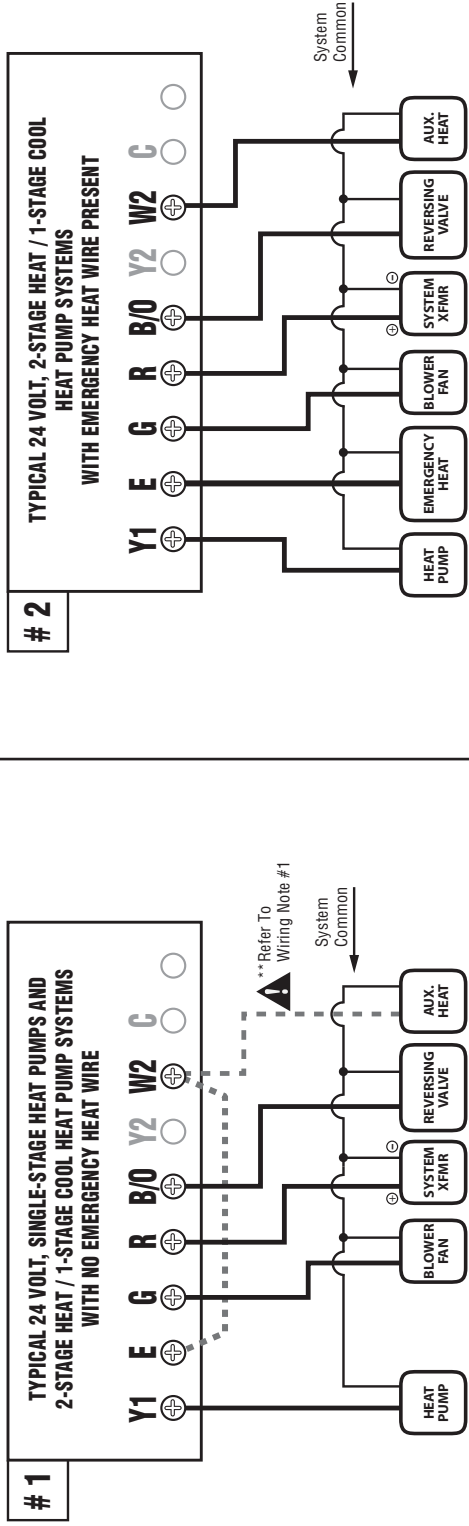 # 1
TYPICAL 24 VOLT, SINGLE-STAGE HEAT PUMPS AND
2-STAGE HEAT / 1-STAGE COOL HEAT PUMP SYSTEMS
WITH NO EMERGENCY HEAT WIRE
Y1 E G R B/O Y2 W2 C
**Refer To
Wiring Note #1
System
Common
+ −
HEAT
PUMP
BLOWER
FAN
SYSTEM
XFMR
REVERSING
VALVE
AUX.
HEAT
# 2
TYPICAL 24 VOLT, 2-STAGE HEAT / 1-STAGE COOL
HEAT PUMP SYSTEMS
WITH EMERGENCY HEAT WIRE PRESENT
Y1 E G R B/O Y2 W2 C
System
Common
+ −
HEAT
PUMP
EMERGENCY
HEAT
BLOWER
FAN
SYSTEM
XFMR
REVERSING
VALVE
AUX.
HEAT